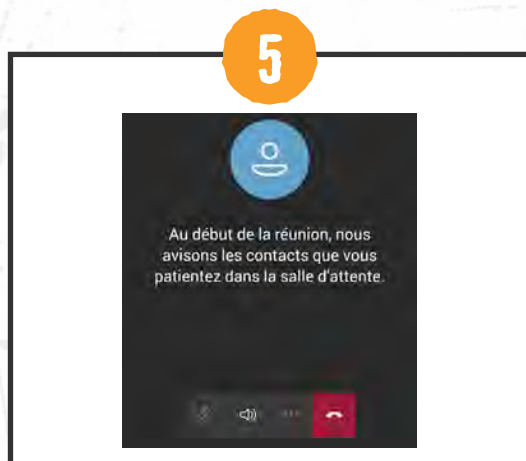 5
Au début de la réunion, nous
avisons les contacts que vous
patientez dans la salle d'attente.